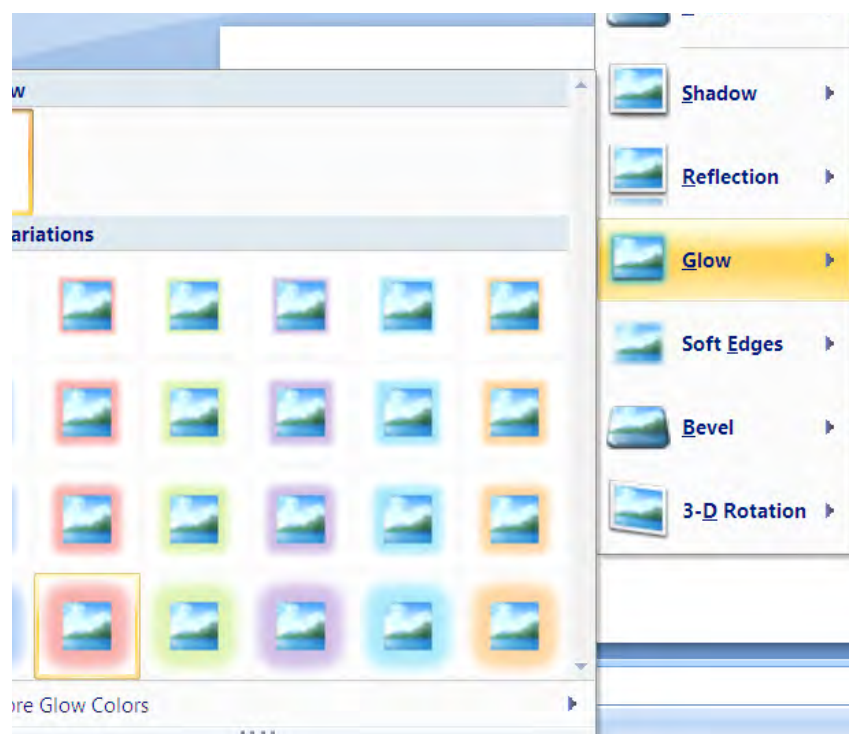 w
ariations
ore Glow Colors
Shadow
Reflection
Glow
Soft Edges
Bevel
3-D Rotation